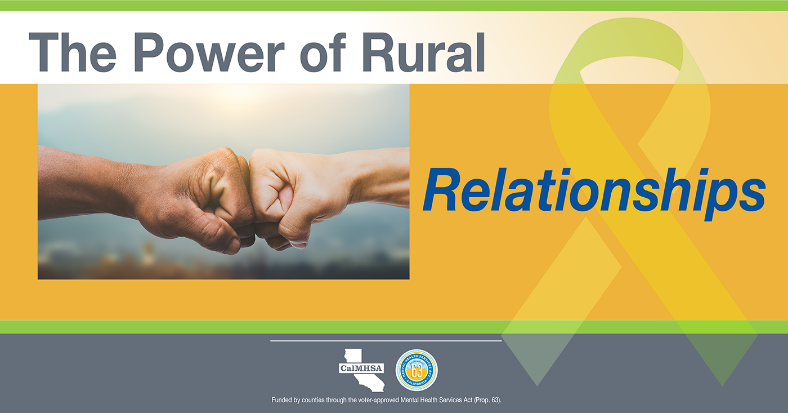 The Power of Rural
Relationships
CalMHSA
63
Funded by counties through the voter-approved Mental Health Services Act (Prop. 63).